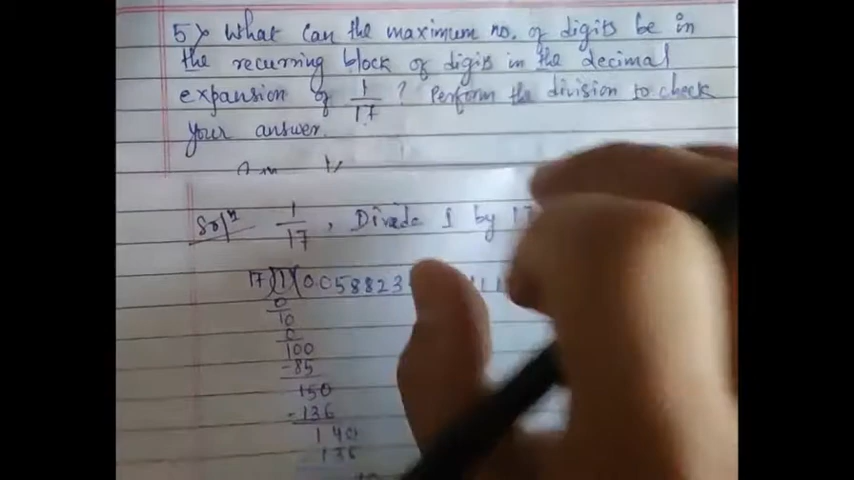 5> What can the maximum no. of digits be in
the recurring block of digits in the decimal
expansion of 1/17 ? Perform the division to check
your answer.
Solⁿ 1/17 , Divide 1 by 17
17)1(0.058823
0
10
0
100
-85
150
-136
140
136